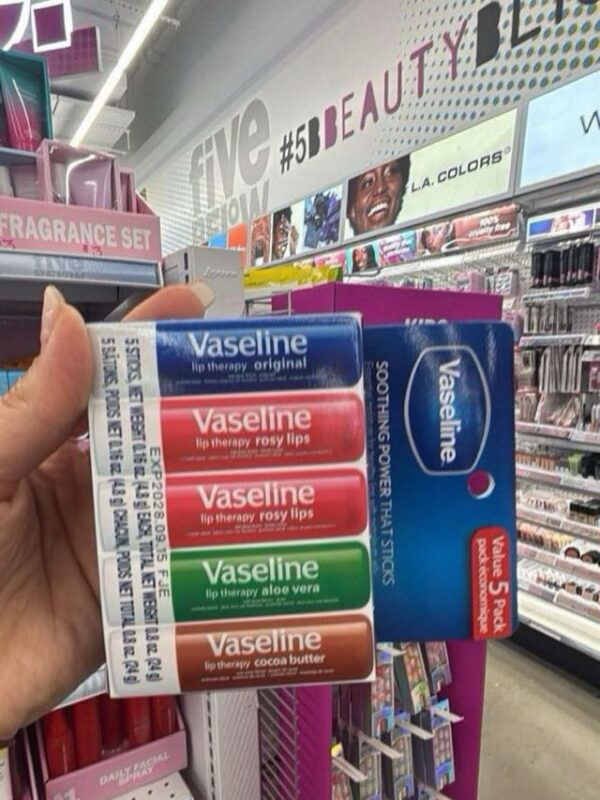 #5BBEAUTY
five
L.A. COLORS®
100%
cruelty free
FRAGRANCE SET
Vaseline
lip therapy original
Vaseline
lip therapy rosy lips
Vaseline
lip therapy rosy lips
Vaseline
lip therapy aloe vera
Vaseline
lip therapy cocoa butter
5 STICKS, NET WEIGHT 0.16 oz. (4.8 g) EACH, TOTAL NET WEIGHT 0.8 oz (24 g)
5 BÂTONS, POIDS NET 0.16 oz. (4.8 g) CHACUN, POIDS NET TOTAL 0.8 oz. (24 g)
EXP2028.09.15 FJE
Vaseline
SOOTHING POWER THAT STICKS
Value 5 Pack
pack économique
DAILY FACIAL
SPRAY